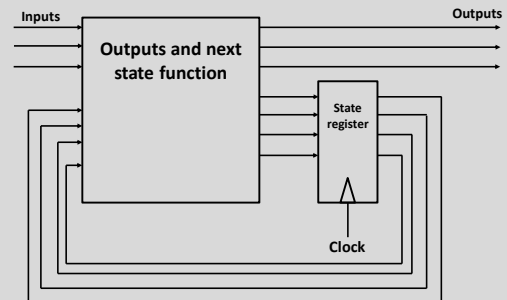 Inputs
Outputs
Outputs and next
state function
State
register
Clock